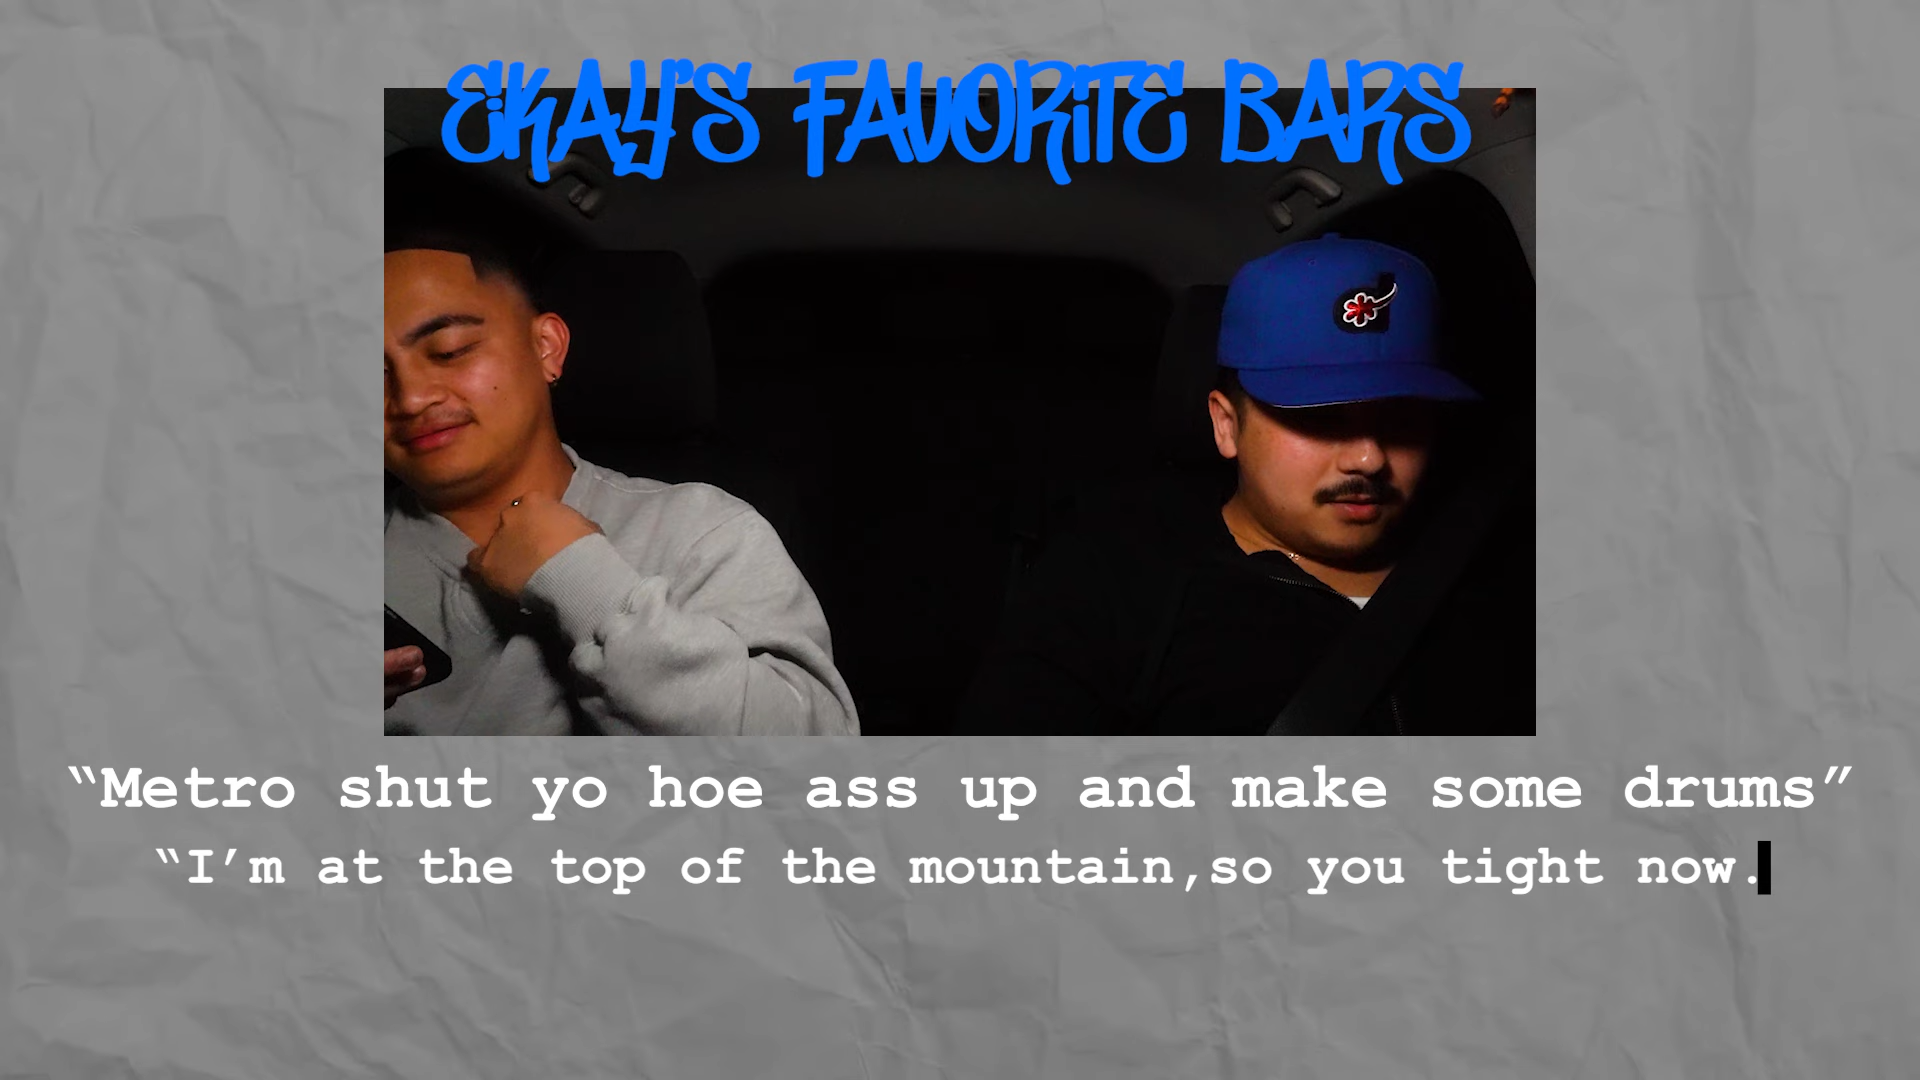 EKAY'S FAVORITE BARS
“Metro shut yo hoe ass up and make some drums”
“I’m at the top of the mountain,so you tight now.